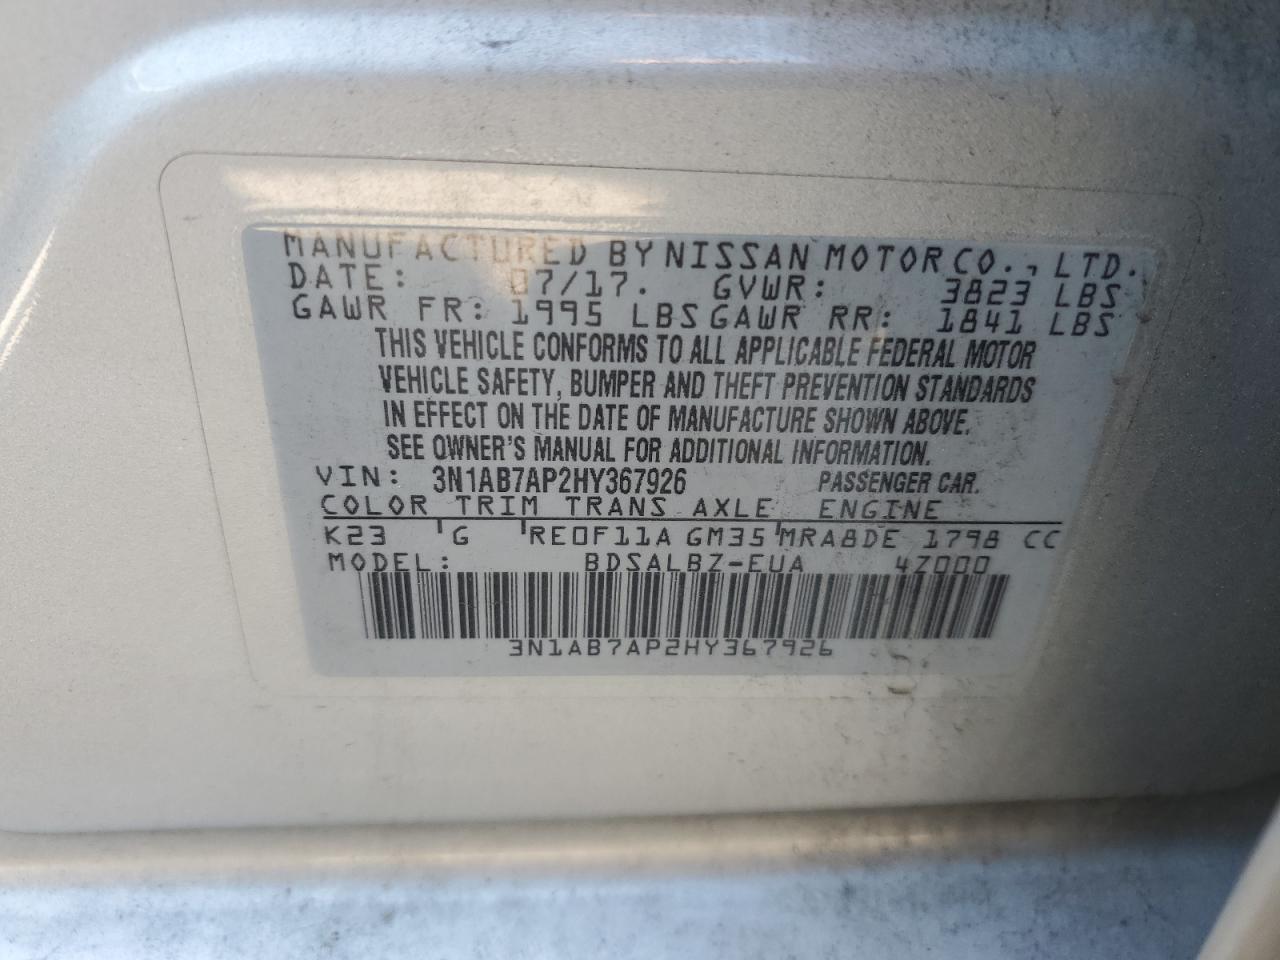 MANUFACTURED BY NISSAN MOTOR CO., LTD.
DATE: 07/17. GVWR: 3823 LBS
GAWR FR: 1995 LBS GAWR RR: 1841 LBS
THIS VEHICLE CONFORMS TO ALL APPLICABLE FEDERAL MOTOR
VEHICLE SAFETY, BUMPER AND THEFT PREVENTION STANDARDS
IN EFFECT ON THE DATE OF MANUFACTURE SHOWN ABOVE.
SEE OWNER'S MANUAL FOR ADDITIONAL INFORMATION.
VIN: 3N1AB7AP2HY367926 PASSENGER CAR.
COLOR TRIM TRANS AXLE ENGINE
K23 G RE0F11A GM35 MRA8DE 1798 CC
MODEL: BDSALBZ-EUA 4Z000
3N1AB7AP2HY367926